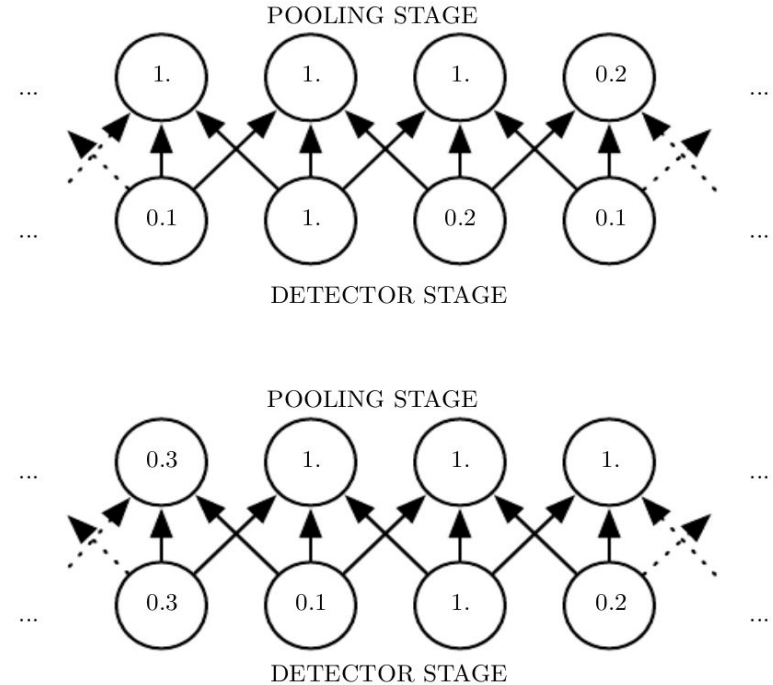 POOLING STAGE
... 1. 1. 1. 0.2 ...
... 0.1 1. 0.2 0.1 ...
DETECTOR STAGE
POOLING STAGE
... 0.3 1. 1. 1. ...
... 0.3 0.1 1. 0.2 ...
DETECTOR STAGE